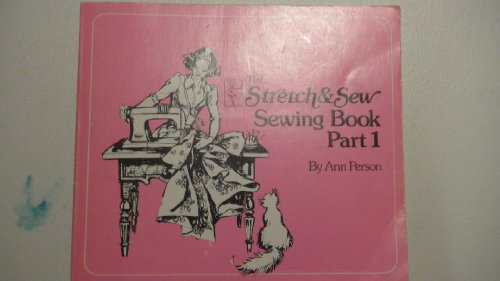 The
Stretch & Sew
Sewing Book
Part 1
By Ann Person